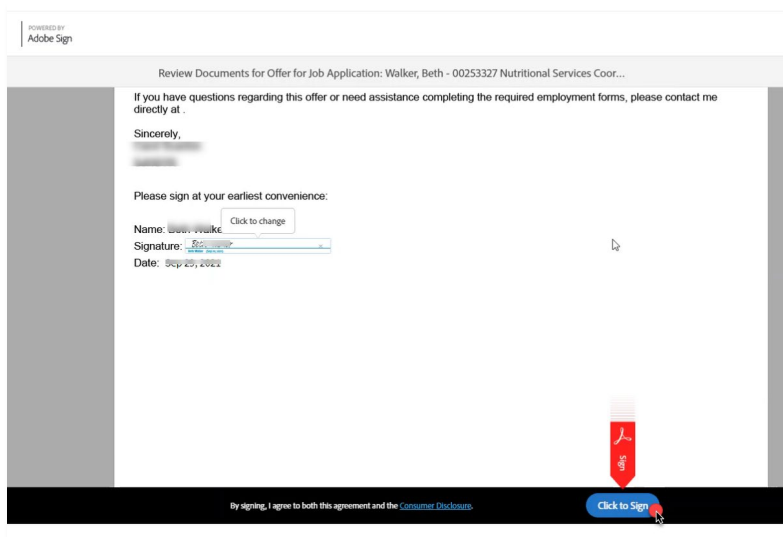 POWERED BY
Adobe Sign
Review Documents for Offer for Job Application: Walker, Beth - 00253327 Nutritional Services Coor...
If you have questions regarding this offer or need assistance completing the required employment forms, please contact me
directly at .
Sincerely,
Please sign at your earliest convenience:
Click to change
Name:
Signature:
Date: Sep 29, 2021
Sign
By signing, I agree to both this agreement and the Consumer Disclosure.
Click to Sign